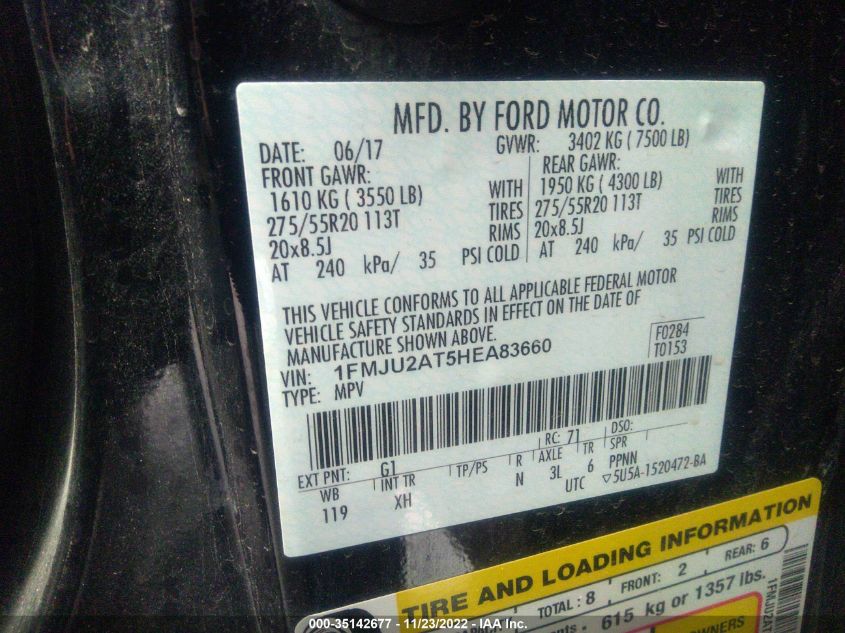 MFD. BY FORD MOTOR CO.
DATE: 06/17 GVWR: 3402 KG ( 7500 LB)
FRONT GAWR: REAR GAWR:
1610 KG ( 3550 LB) WITH 1950 KG ( 4300 LB) WITH
275/55R20 113T TIRES 275/55R20 113T TIRES
20x8.5J RIMS 20x8.5J RIMS
AT 240 kPa/ 35 PSI COLD AT 240 kPa/ 35 PSI COLD
THIS VEHICLE CONFORMS TO ALL APPLICABLE FEDERAL MOTOR
VEHICLE SAFETY STANDARDS IN EFFECT ON THE DATE OF
MANUFACTURE SHOWN ABOVE.
VIN: 1FMJU2AT5HEA83660 F0284
TYPE: MPV T0153
EXT PNT: G1 RC: 71 DSO:
WB INT TR TP/PS R AXLE TR SPR
119 XH N 3L 6 PPNN
UTC ▽5U5A-1520472-BA
TIRE AND LOADING INFORMATION
TOTAL : 8 FRONT: 2 REAR: 6
615 kg or 1357 lbs.
OWNERS
000-35142677 - 11/23/2022 - IAA Inc.